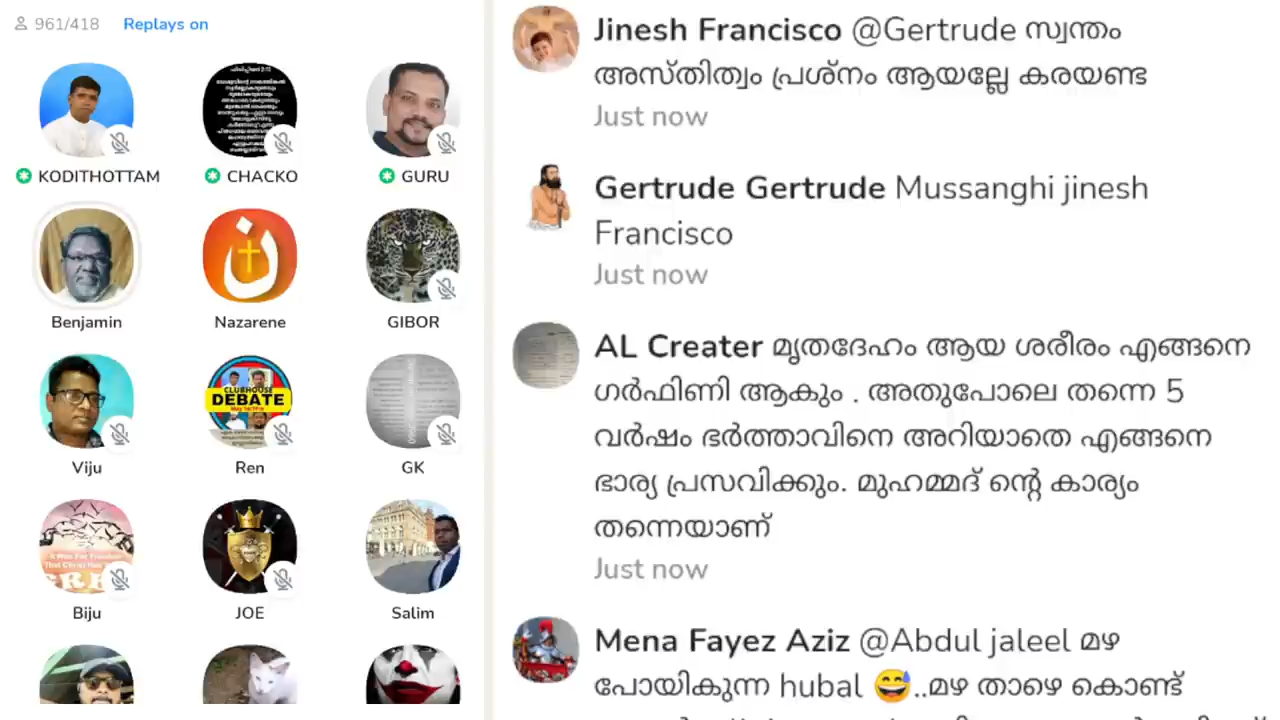 961/418 Replays on
KODITHOTTAM CHACKO GURU
Benjamin Nazarene GIBOR
CLUBHOUSE
DEBATE
Viju Ren GK
Biju JOE Salim
Jinesh Francisco @Gertrude സ്വന്തം
അസ്തിത്വം പ്രശ്നം ആയല്ലേ കരയണ്ട
Just now
Gertrude Gertrude Mussanghi jinesh
Francisco
Just now
AL Creater മൃതദേഹം ആയ ശരീരം എങ്ങനെ
ഗർഫിണി ആകും . അതുപോലെ തന്നെ 5
വർഷം ഭർത്താവിനെ അറിയാതെ എങ്ങനെ
ഭാര്യ പ്രസവിക്കും. മുഹമ്മദ് ന്റെ കാര്യം
തന്നെയാണ്
Just now
Mena Fayez Aziz @Abdul jaleel മഴ
പോയികുന്ന hubal 😅..മഴ താഴെ കൊണ്ട്